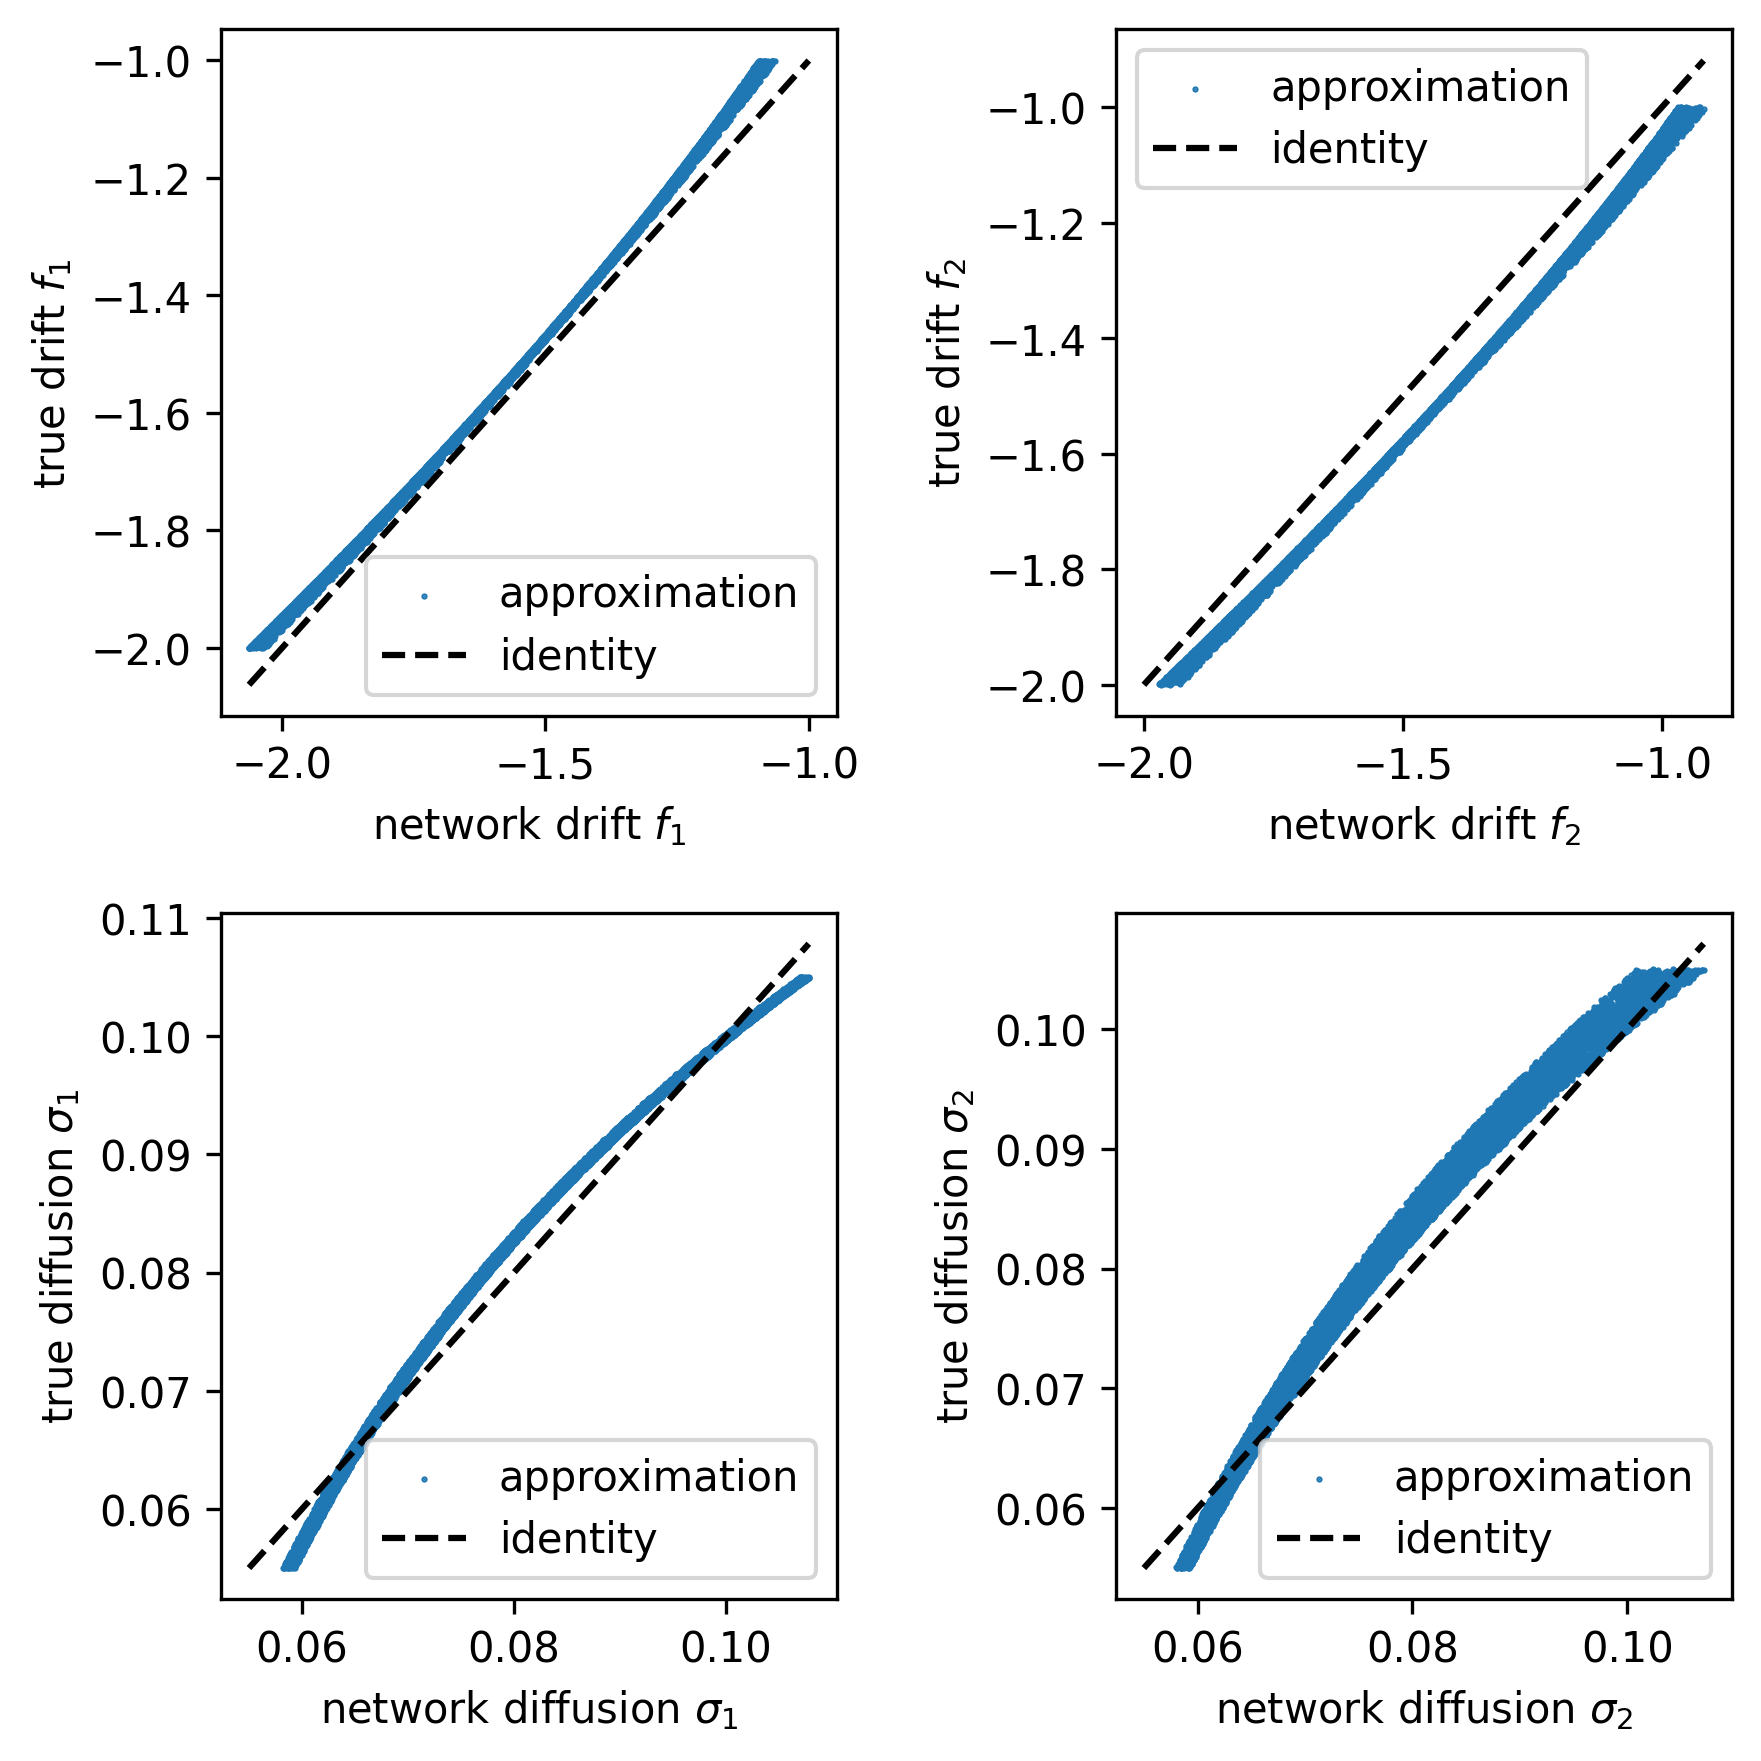 −1.0
−1.2
−1.4
−1.6
−1.8
−2.0
true drift f₁
approximation
identity
−2.0 −1.5 −1.0
network drift f₁
−1.0
−1.2
−1.4
−1.6
−1.8
−2.0
true drift f₂
approximation
identity
−2.0 −1.5 −1.0
network drift f₂
0.11
0.10
0.09
0.08
0.07
0.06
true diffusion σ₁
approximation
identity
0.06 0.08 0.10
network diffusion σ₁
0.10
0.09
0.08
0.07
0.06
true diffusion σ₂
approximation
identity
0.06 0.08 0.10
network diffusion σ₂